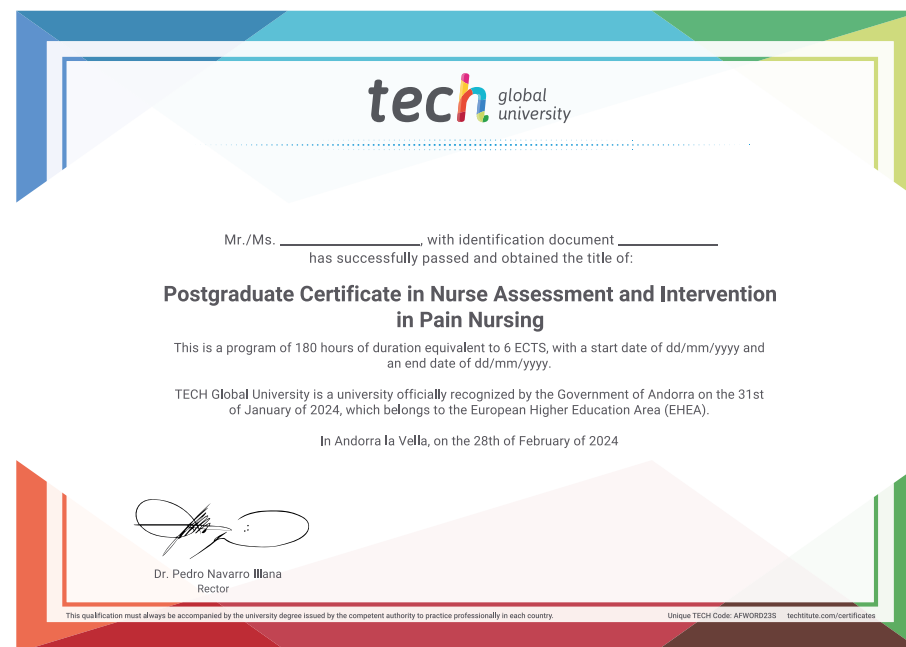 tech global university
Mr./Ms. ____________________, with identification document ______________
has successfully passed and obtained the title of:
Postgraduate Certificate in Nurse Assessment and Intervention
in Pain Nursing
This is a program of 180 hours of duration equivalent to 6 ECTS, with a start date of dd/mm/yyyy and
an end date of dd/mm/yyyy.
TECH Global University is a university officially recognized by the Government of Andorra on the 31st
of January of 2024, which belongs to the European Higher Education Area (EHEA).
In Andorra la Vella, on the 28th of February of 2024
Dr. Pedro Navarro Illana
Rector
This qualification must always be accompanied by the university degree issued by the competent authority to practice professionally in each country.
Unique TECH Code: AFWORD23S techtitute.com/certificates